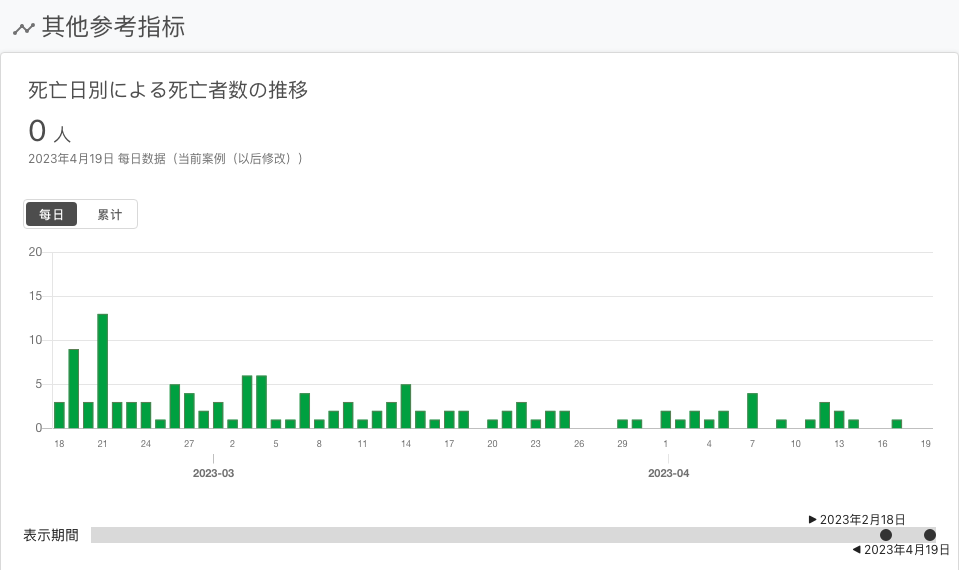 其他参考指标
死亡日別による死亡者数の推移
0 人
2023年4月19日 每日数据（当前案例（以后修改））
每日 累计
20
15
10
5
0
18 21 24 27 2 5 8 11 14 17 20 23 26 29 1 4 7 10 13 16 19
2023-03 2023-04
2023年2月18日
表示期間
2023年4月19日